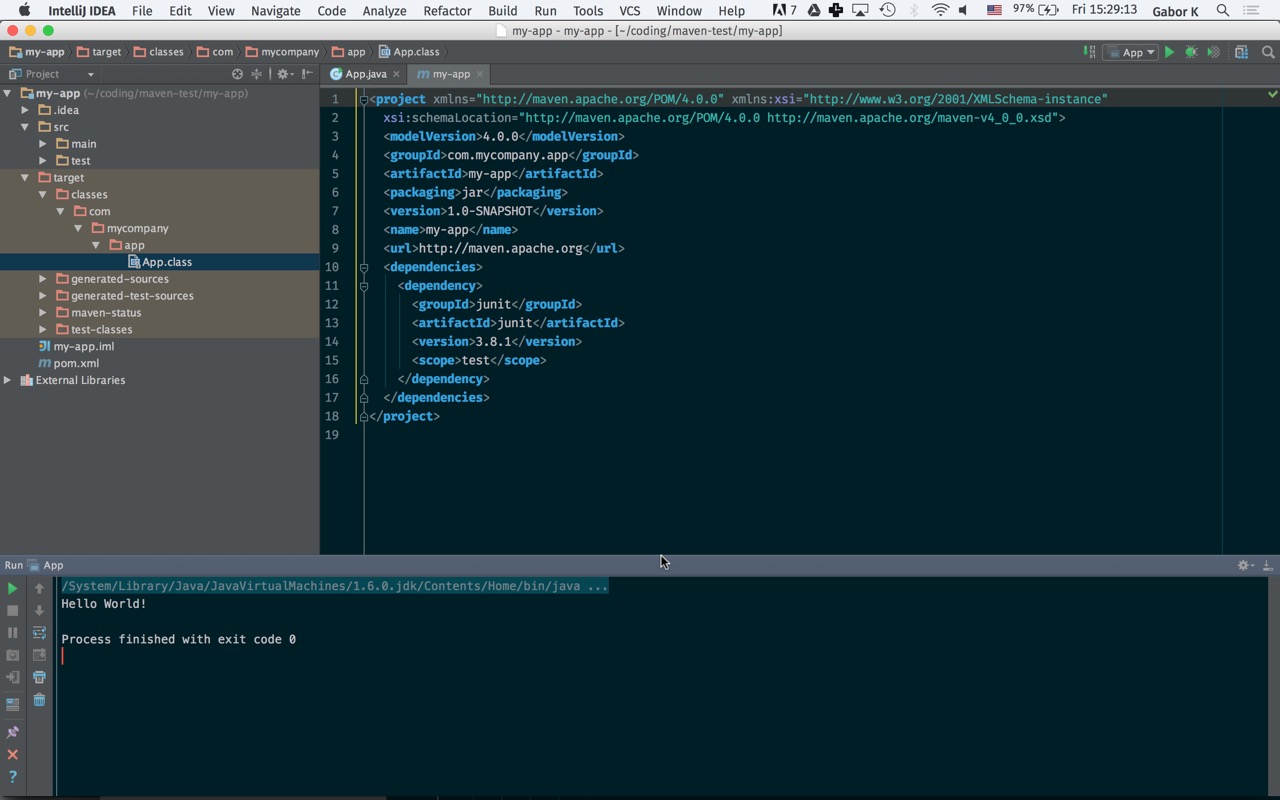 IntelliJ IDEA File Edit View Navigate Code Analyze Refactor Build Run Tools VCS Window Help 7 97% Fri 15:29:13 Gabor K
my-app - my-app - [~/coding/maven-test/my-app]
my-app target classes com mycompany app App.class App
Project App.java my-app
my-app (~/coding/maven-test/my-app)
.idea
src
main
test
target
classes
com
mycompany
app
App.class
generated-sources
generated-test-sources
maven-status
test-classes
my-app.iml
pom.xml
External Libraries
1 <project xmlns="http://maven.apache.org/POM/4.0.0" xmlns:xsi="http://www.w3.org/2001/XMLSchema-instance"
2 xsi:schemaLocation="http://maven.apache.org/POM/4.0.0 http://maven.apache.org/maven-v4_0_0.xsd">
3 <modelVersion>4.0.0</modelVersion>
4 <groupId>com.mycompany.app</groupId>
5 <artifactId>my-app</artifactId>
6 <packaging>jar</packaging>
7 <version>1.0-SNAPSHOT</version>
8 <name>my-app</name>
9 <url>http://maven.apache.org</url>
10 <dependencies>
11 <dependency>
12 <groupId>junit</groupId>
13 <artifactId>junit</artifactId>
14 <version>3.8.1</version>
15 <scope>test</scope>
16 </dependency>
17 </dependencies>
18 </project>
19
Run App
/System/Library/Java/JavaVirtualMachines/1.6.0.jdk/Contents/Home/bin/java ...
Hello World!
Process finished with exit code 0